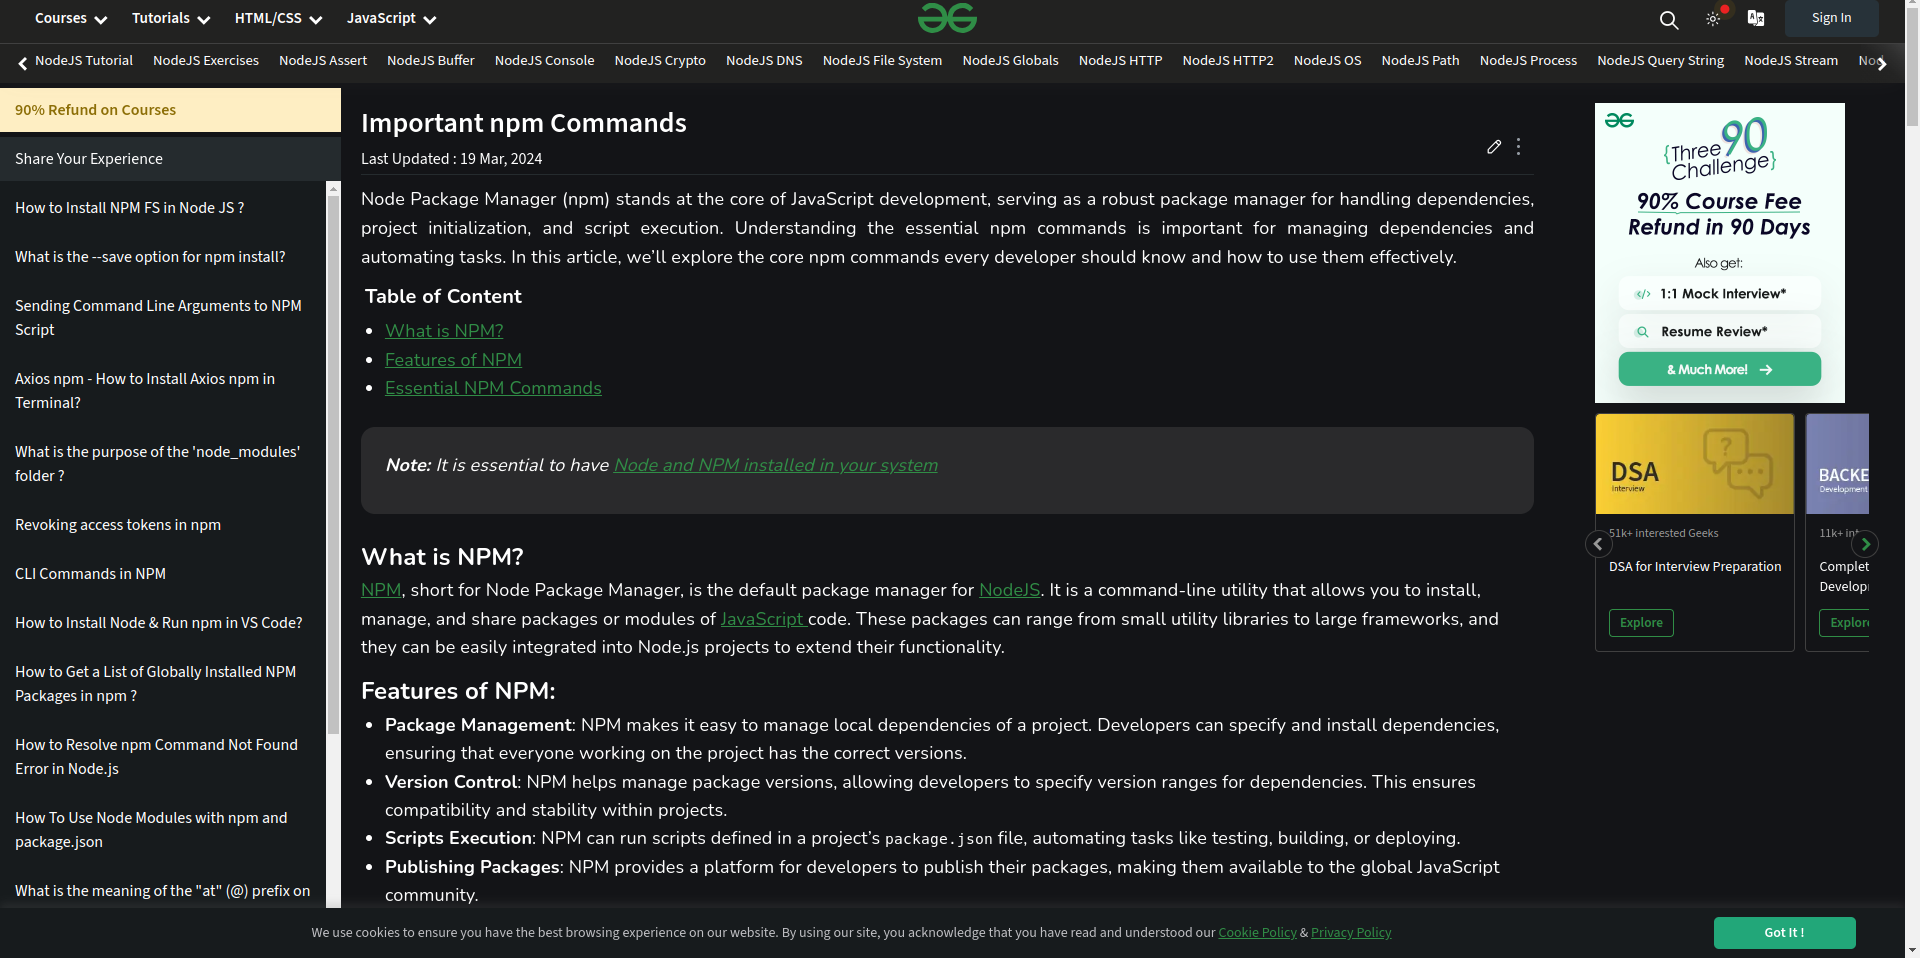 Courses
Tutorials
HTML/CSS
JavaScript
Sign In
NodeJS Tutorial
NodeJS Exercises
NodeJS Assert
NodeJS Buffer
NodeJS Console
NodeJS Crypto
NodeJS DNS
NodeJS File System
NodeJS Globals
NodeJS HTTP
NodeJS HTTP2
NodeJS OS
NodeJS Path
NodeJS Process
NodeJS Query String
NodeJS Stream
90% Refund on Courses
Share Your Experience
How to Install NPM FS in Node JS ?
What is the --save option for npm install?
Sending Command Line Arguments to NPM
Script
Axios npm - How to Install Axios npm in
Terminal?
What is the purpose of the 'node_modules'
folder ?
Revoking access tokens in npm
CLI Commands in NPM
How to Install Node & Run npm in VS Code?
How to Get a List of Globally Installed NPM
Packages in npm ?
How to Resolve npm Command Not Found
Error in Node.js
How To Use Node Modules with npm and
package.json
What is the meaning of the "at" (@) prefix on
Important npm Commands
Last Updated : 19 Mar, 2024
Node Package Manager (npm) stands at the core of JavaScript development, serving as a robust package manager for handling dependencies,
project initialization, and script execution. Understanding the essential npm commands is important for managing dependencies and
automating tasks. In this article, we’ll explore the core npm commands every developer should know and how to use them effectively.
Table of Content
What is NPM?
Features of NPM
Essential NPM Commands
Note: It is essential to have Node and NPM installed in your system
What is NPM?
NPM, short for Node Package Manager, is the default package manager for NodeJS. It is a command-line utility that allows you to install,
manage, and share packages or modules of JavaScript code. These packages can range from small utility libraries to large frameworks, and
they can be easily integrated into Node.js projects to extend their functionality.
Features of NPM:
Package Management: NPM makes it easy to manage local dependencies of a project. Developers can specify and install dependencies,
ensuring that everyone working on the project has the correct versions.
Version Control: NPM helps manage package versions, allowing developers to specify version ranges for dependencies. This ensures
compatibility and stability within projects.
Scripts Execution: NPM can run scripts defined in a project’s package.json file, automating tasks like testing, building, or deploying.
Publishing Packages: NPM provides a platform for developers to publish their packages, making them available to the global JavaScript
community.
{Three 90
Challenge}
90% Course Fee
Refund in 90 Days
Also get:
</> 1:1 Mock Interview*
Resume Review*
& Much More!
DSA
Interview
51k+ interested Geeks
DSA for Interview Preparation
Explore
BACKE
Development
11k+ int
Complet
Develop
Explore
We use cookies to ensure you have the best browsing experience on our website. By using our site, you acknowledge that you have read and understood our Cookie Policy & Privacy Policy
Got It !